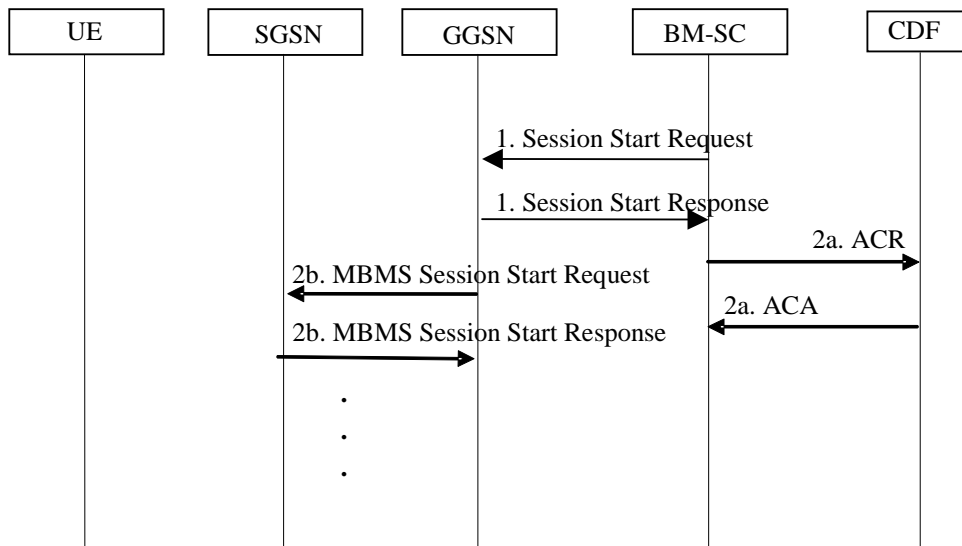 UE
SGSN
GGSN
BM-SC
CDF
1. Session Start Request
1. Session Start Response
2a. ACR
2b. MBMS Session Start Request
2a. ACA
2b. MBMS Session Start Response
.
.
.